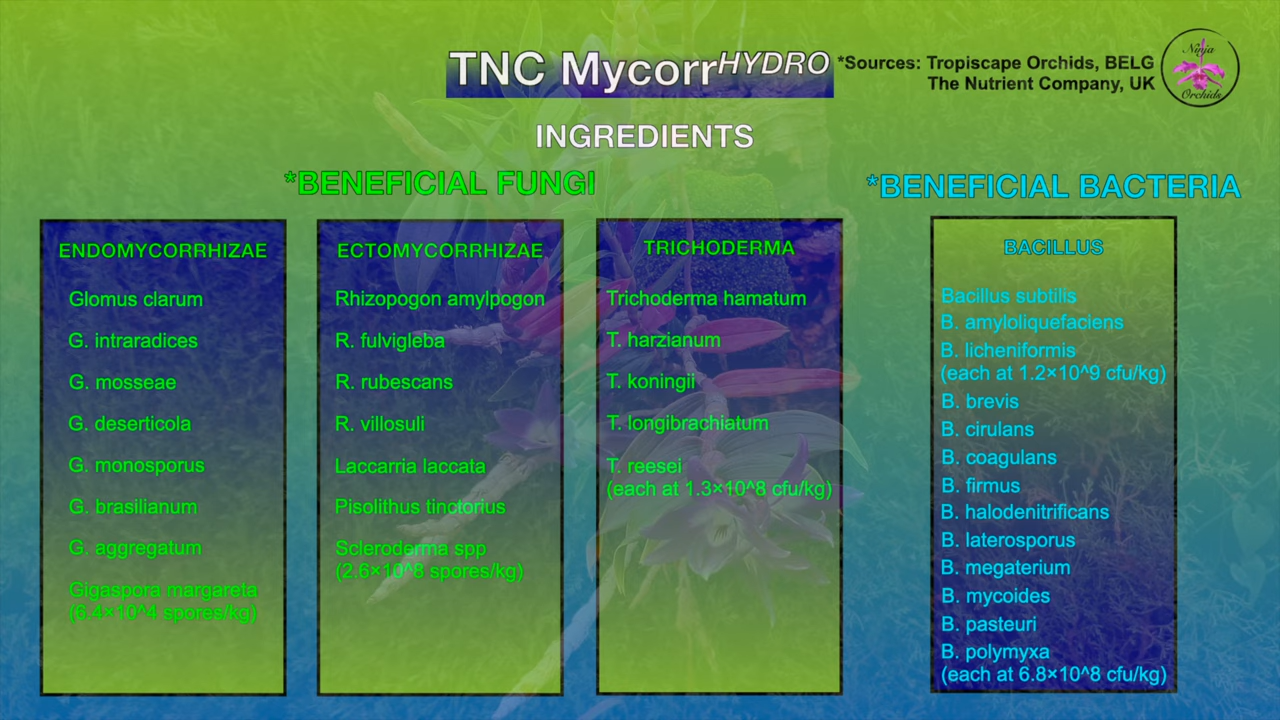 TNC MycorrHYDRO
*Sources: Tropiscape Orchids, BELG
The Nutrient Company, UK
Ninja
Orchids
INGREDIENTS
*BENEFICIAL FUNGI
*BENEFICIAL BACTERIA
ENDOMYCORRHIZAE
Glomus clarum
G. intraradices
G. mosseae
G. deserticola
G. monosporus
G. brasilianum
G. aggregatum
Gigaspora margareta
(6.4×10^4 spores/kg)
ECTOMYCORRHIZAE
Rhizopogon amylpogon
R. fulvigleba
R. rubescans
R. villosuli
Laccarria laccata
Pisolithus tinctorius
Scleroderma spp
(2.6×10^8 spores/kg)
TRICHODERMA
Trichoderma hamatum
T. harzianum
T. koningii
T. longibrachiatum
T. reesei
(each at 1.3×10^8 cfu/kg)
BACILLUS
Bacillus subtilis
B. amyloliquefaciens
B. licheniformis
(each at 1.2×10^9 cfu/kg)
B. brevis
B. cirulans
B. coagulans
B. firmus
B. halodenitrificans
B. laterosporus
B. megaterium
B. mycoides
B. pasteuri
B. polymyxa
(each at 6.8×10^8 cfu/kg)